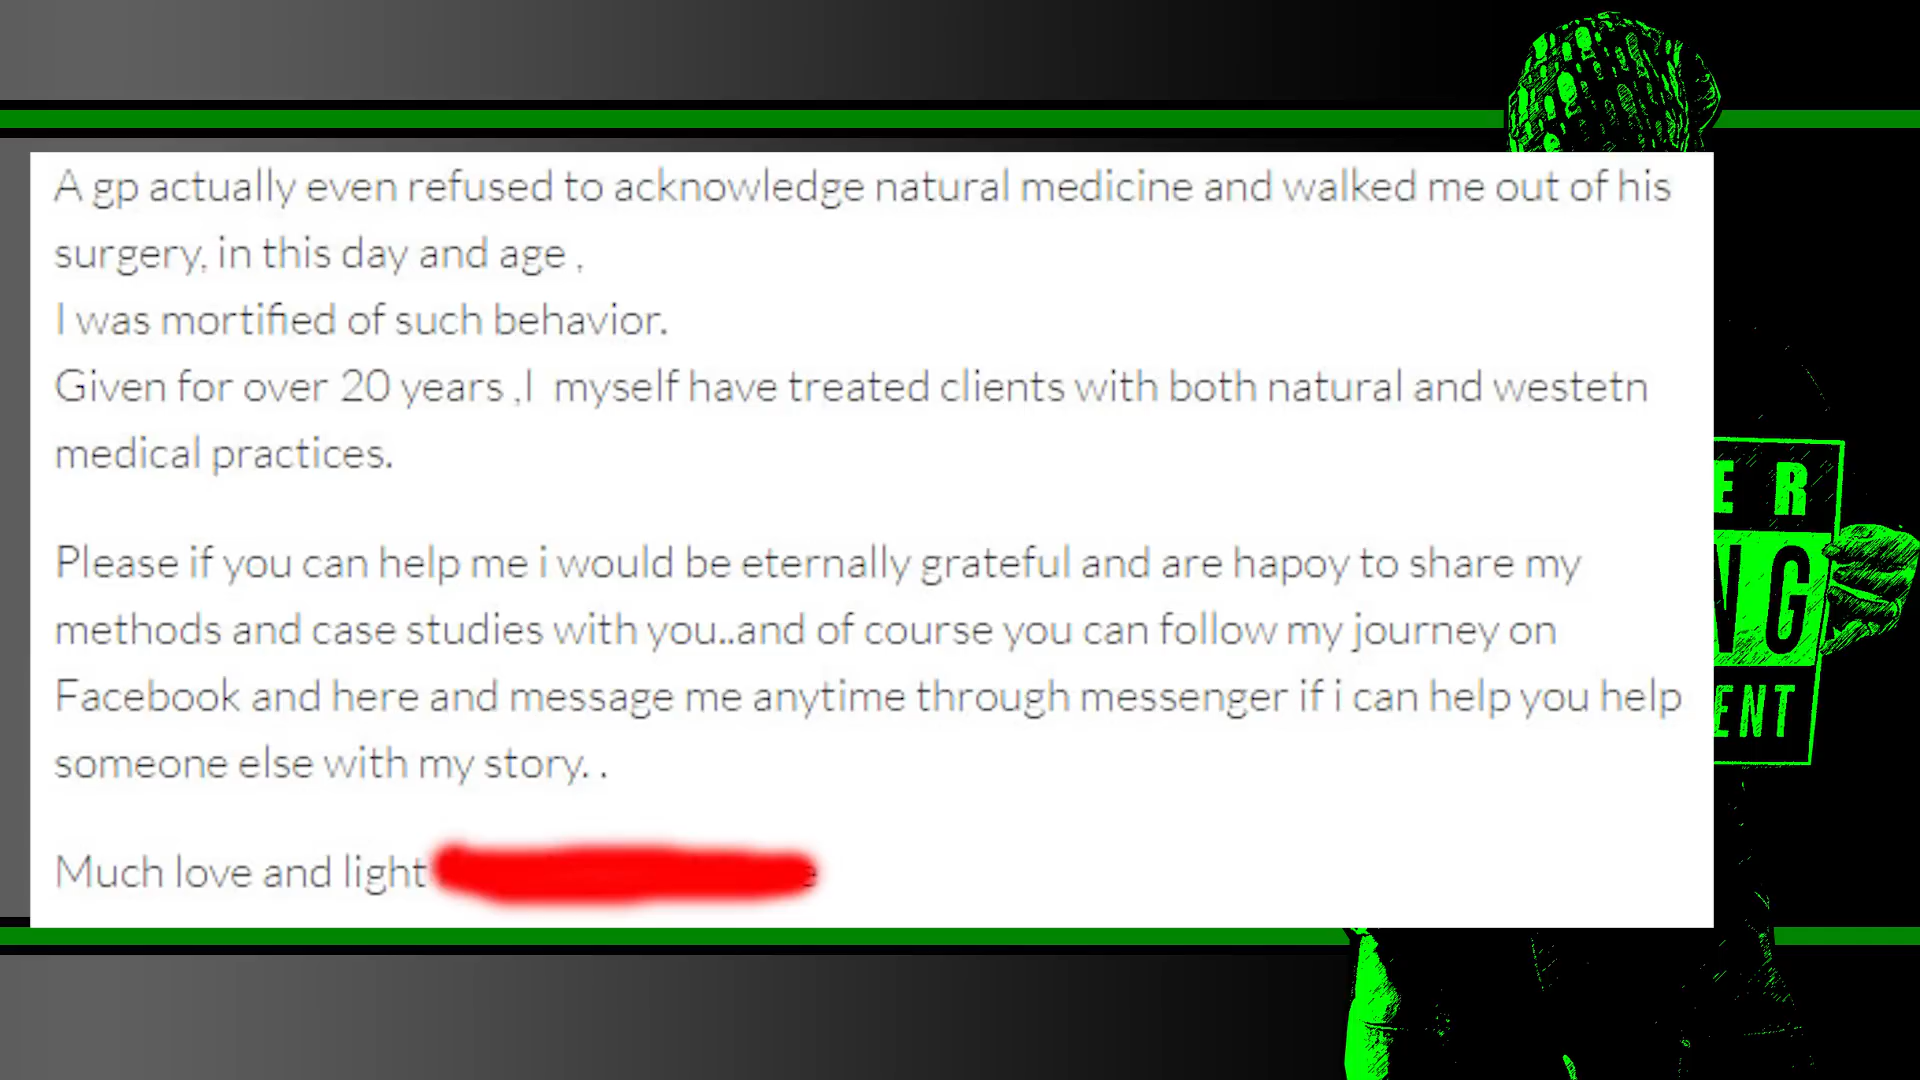 A gp actually even refused to acknowledge natural medicine and walked me out of his
surgery, in this day and age ,
I was mortified of such behavior.
Given for over 20 years ,I myself have treated clients with both natural and westetn
medical practices.
Please if you can help me i would be eternally grateful and are hapoy to share my
methods and case studies with you..and of course you can follow my journey on
Facebook and here and message me anytime through messenger if i can help you help
someone else with my story. .
Much love and light
E R
NG
ENT